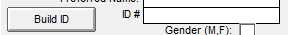 Preferred Name:
Build ID ID #
Gender (M,F):